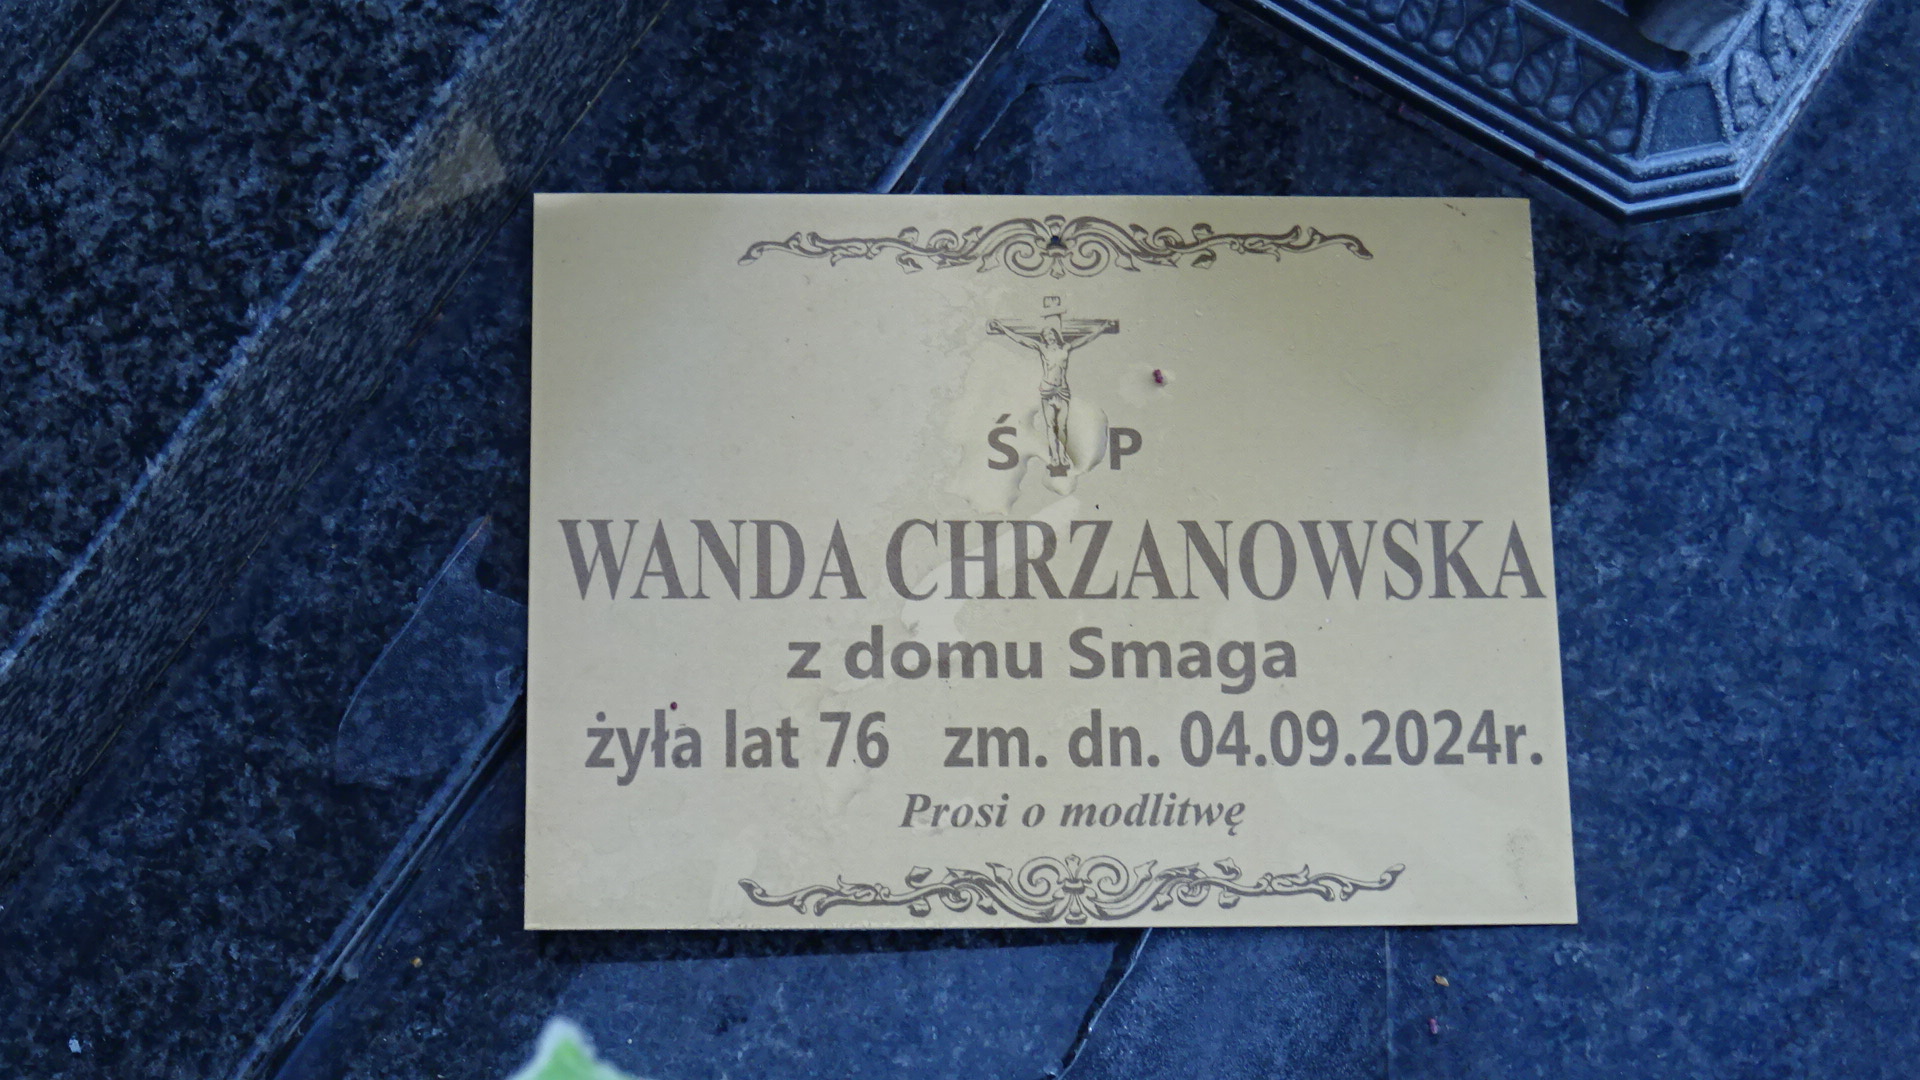 Ś P
WANDA CHRZANOWSKA
z domu Smaga
żyła lat 76 zm. dn. 04.09.2024r.
Prosi o modlitwę